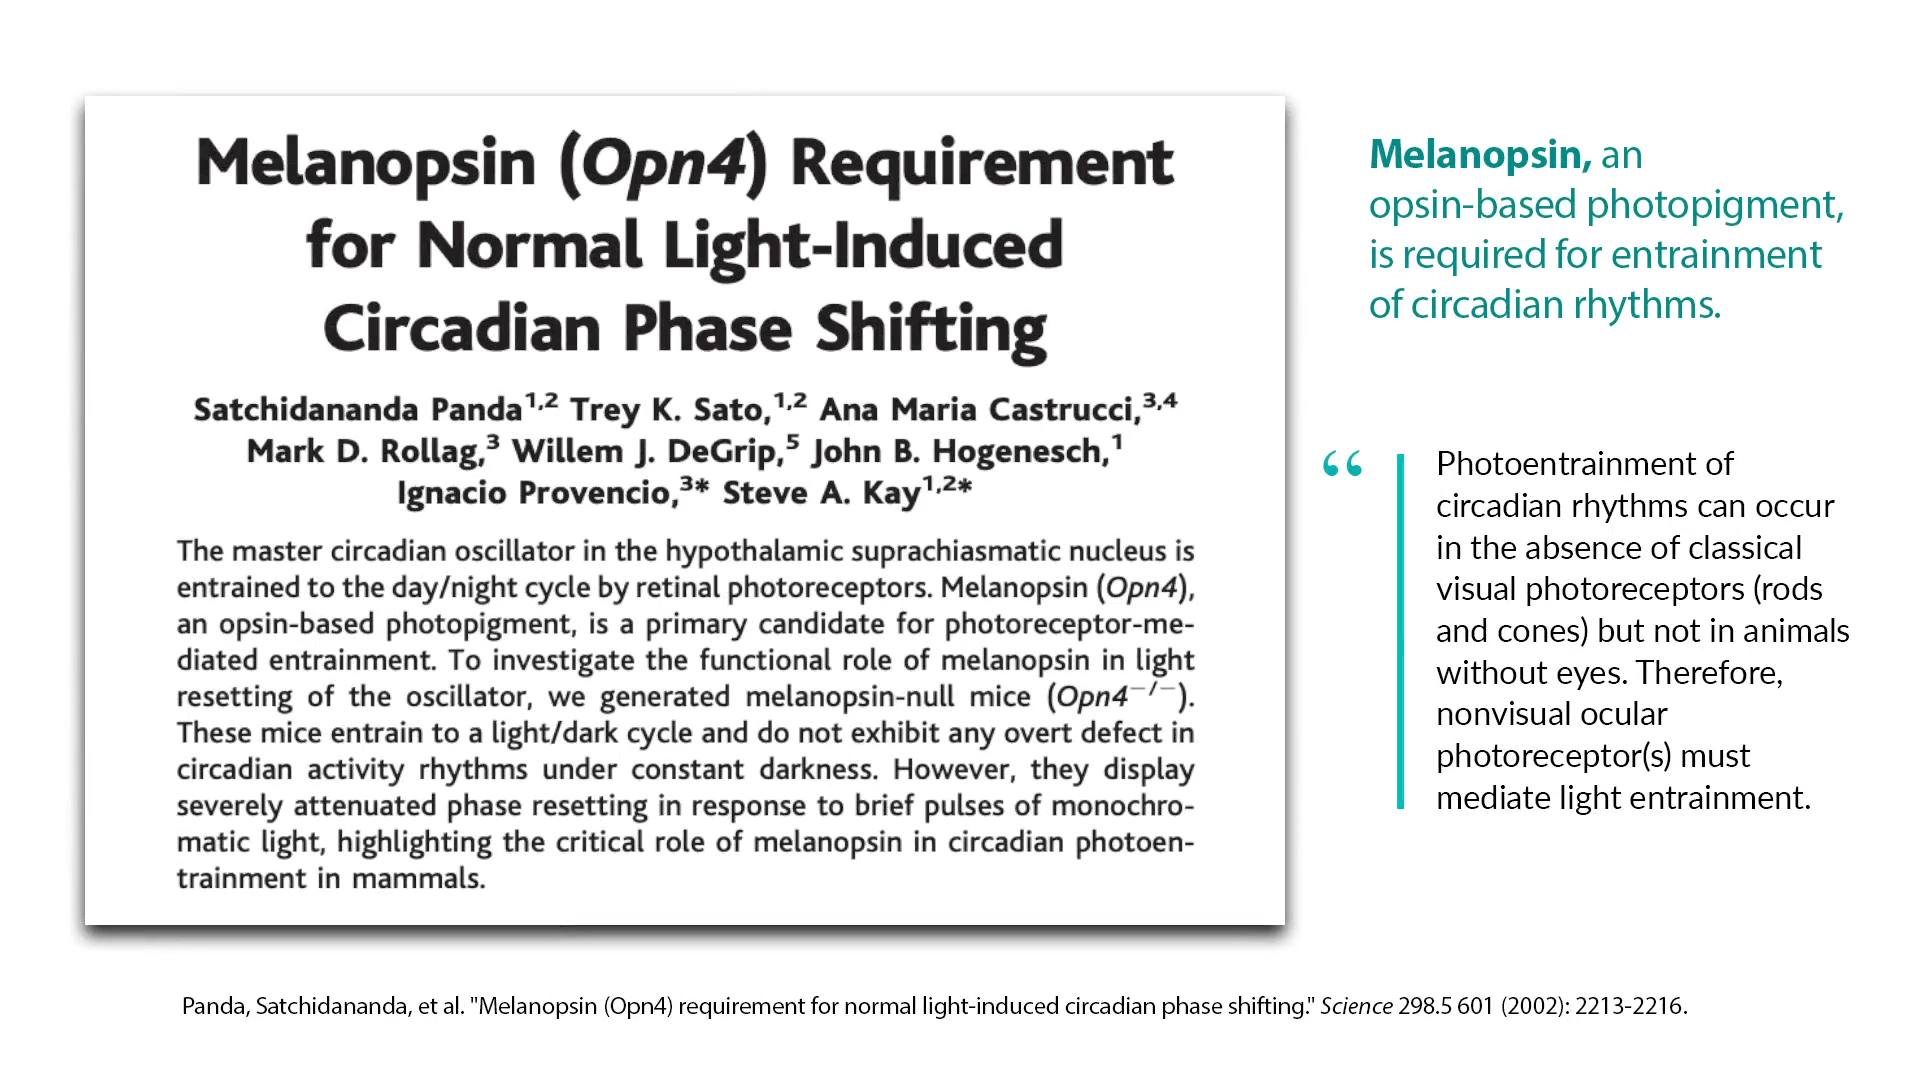 Melanopsin (Opn4) Requirement
for Normal Light-Induced
Circadian Phase Shifting
Satchidananda Panda1,2 Trey K. Sato,1,2 Ana Maria Castrucci,3,4
Mark D. Rollag,3 Willem J. DeGrip,5 John B. Hogenesch,1
Ignacio Provencio,3* Steve A. Kay1,2*
The master circadian oscillator in the hypothalamic suprachiasmatic nucleus is
entrained to the day/night cycle by retinal photoreceptors. Melanopsin (Opn4),
an opsin-based photopigment, is a primary candidate for photoreceptor-me-
diated entrainment. To investigate the functional role of melanopsin in light
resetting of the oscillator, we generated melanopsin-null mice (Opn4−/−).
These mice entrain to a light/dark cycle and do not exhibit any overt defect in
circadian activity rhythms under constant darkness. However, they display
severely attenuated phase resetting in response to brief pulses of monochro-
matic light, highlighting the critical role of melanopsin in circadian photoen-
trainment in mammals.
Melanopsin, an
opsin-based photopigment,
is required for entrainment
of circadian rhythms.
“
Photoentrainment of
circadian rhythms can occur
in the absence of classical
visual photoreceptors (rods
and cones) but not in animals
without eyes. Therefore,
nonvisual ocular
photoreceptor(s) must
mediate light entrainment.
Panda, Satchidananda, et al. "Melanopsin (Opn4) requirement for normal light-induced circadian phase shifting." Science 298.5 601 (2002): 2213-2216.